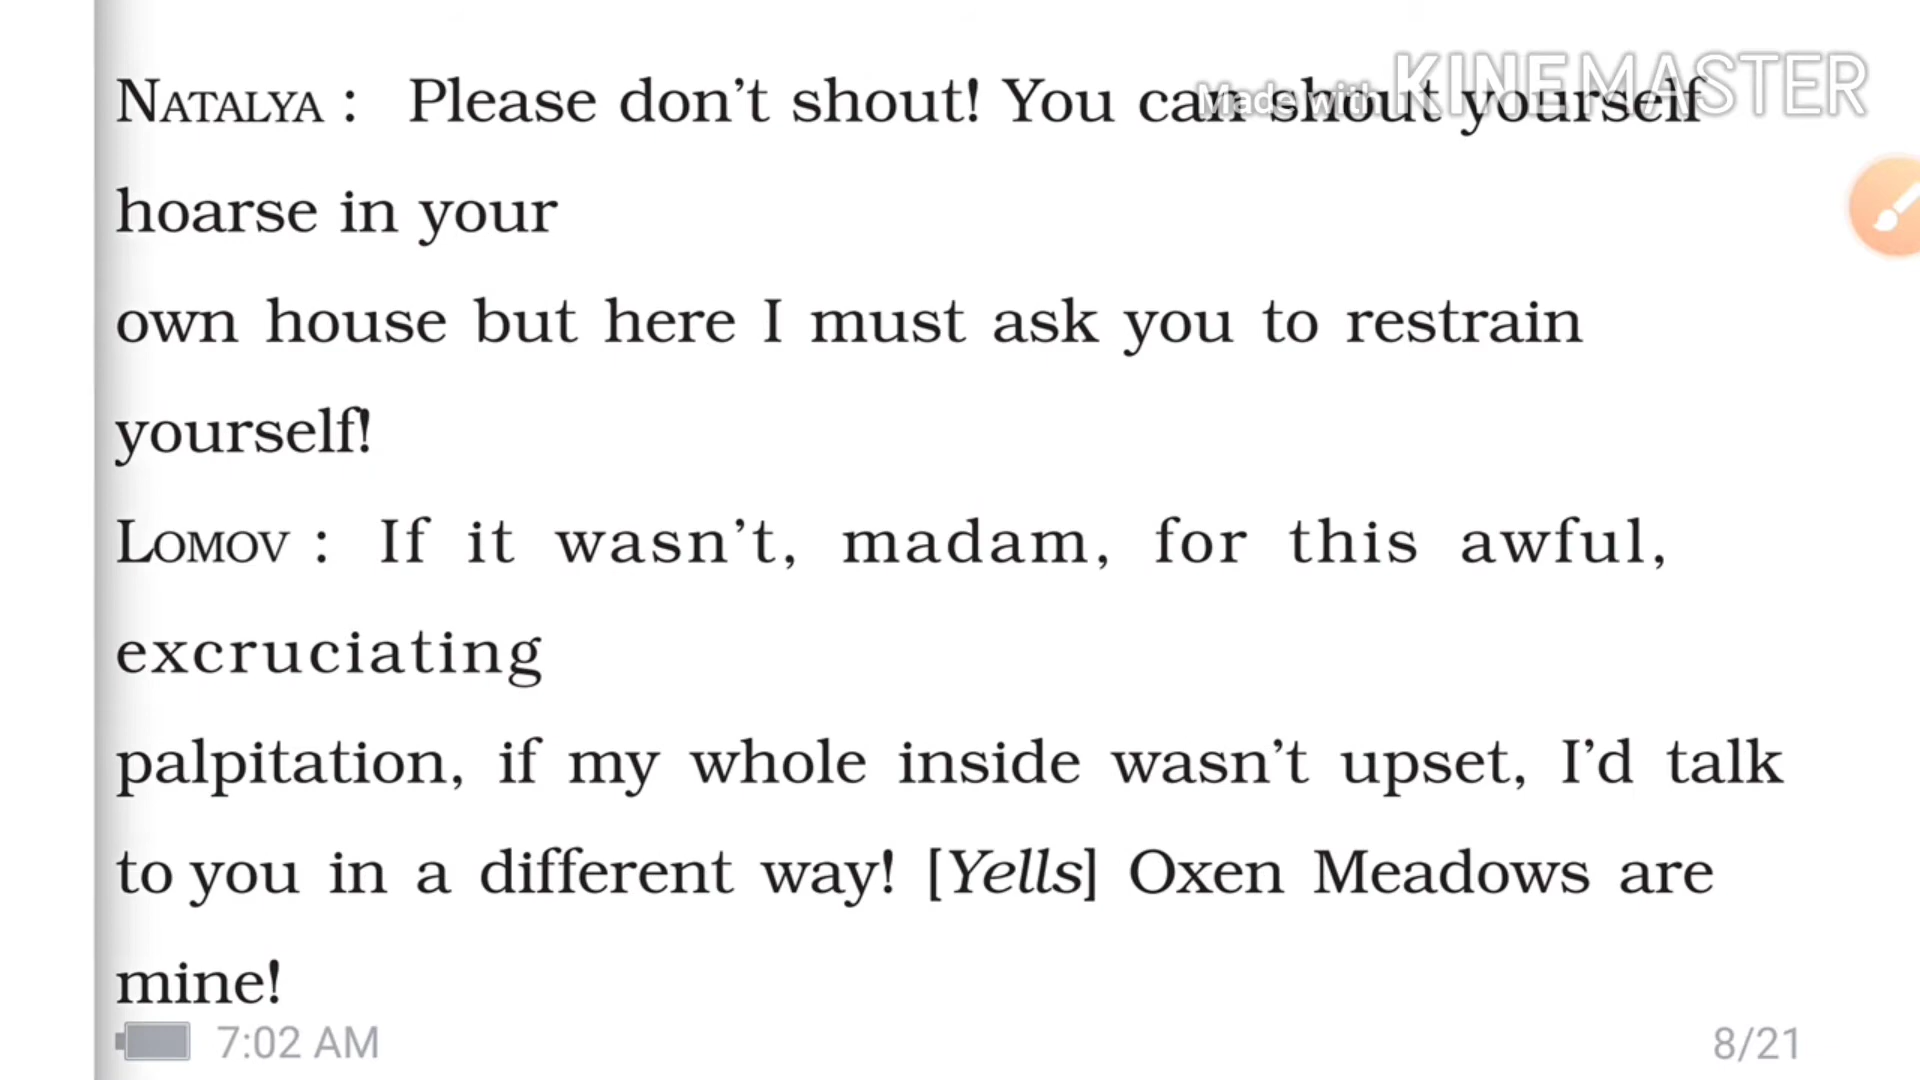 Made with KINEMASTER
NATALYA : Please don't shout! You can shout yourself
hoarse in your
own house but here I must ask you to restrain
yourself!
LOMOV : If it wasn't, madam, for this awful,
excruciating
palpitation, if my whole inside wasn't upset, I'd talk
to you in a different way! [Yells] Oxen Meadows are
mine!
7:02 AM 8/21